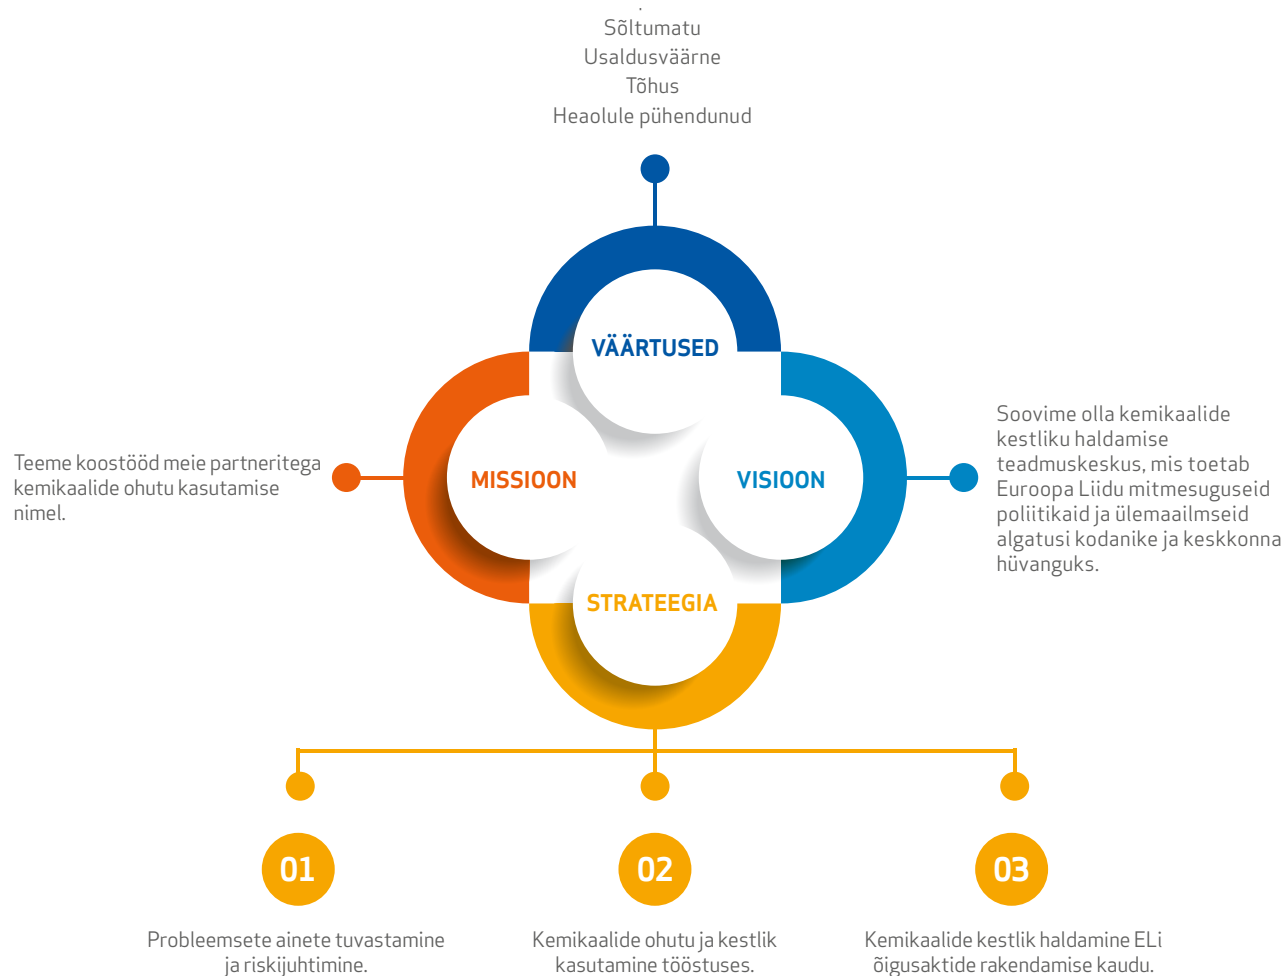 Sõltumatu
Usaldusväärne
Tõhus
Heaolule pühendunud
VÄÄRTUSED
Teeme koostööd meie partneritega
kemikaalide ohutu kasutamise
nimel.
MISSIOON
VISIOON
Soovime olla kemikaalide
kestliku haldamise
teadmuskeskus, mis toetab
Euroopa Liidu mitmesuguseid
poliitikaid ja ülemaailmseid
algatusi kodanike ja keskkonna
hüvanguks.
STRATEEGIA
01
Probleemsete ainete tuvastamine
ja riskijuhtimine.
02
Kemikaalide ohutu ja kestlik
kasutamine tööstuses.
03
Kemikaalide kestlik haldamine ELi
õigusaktide rakendamise kaudu.